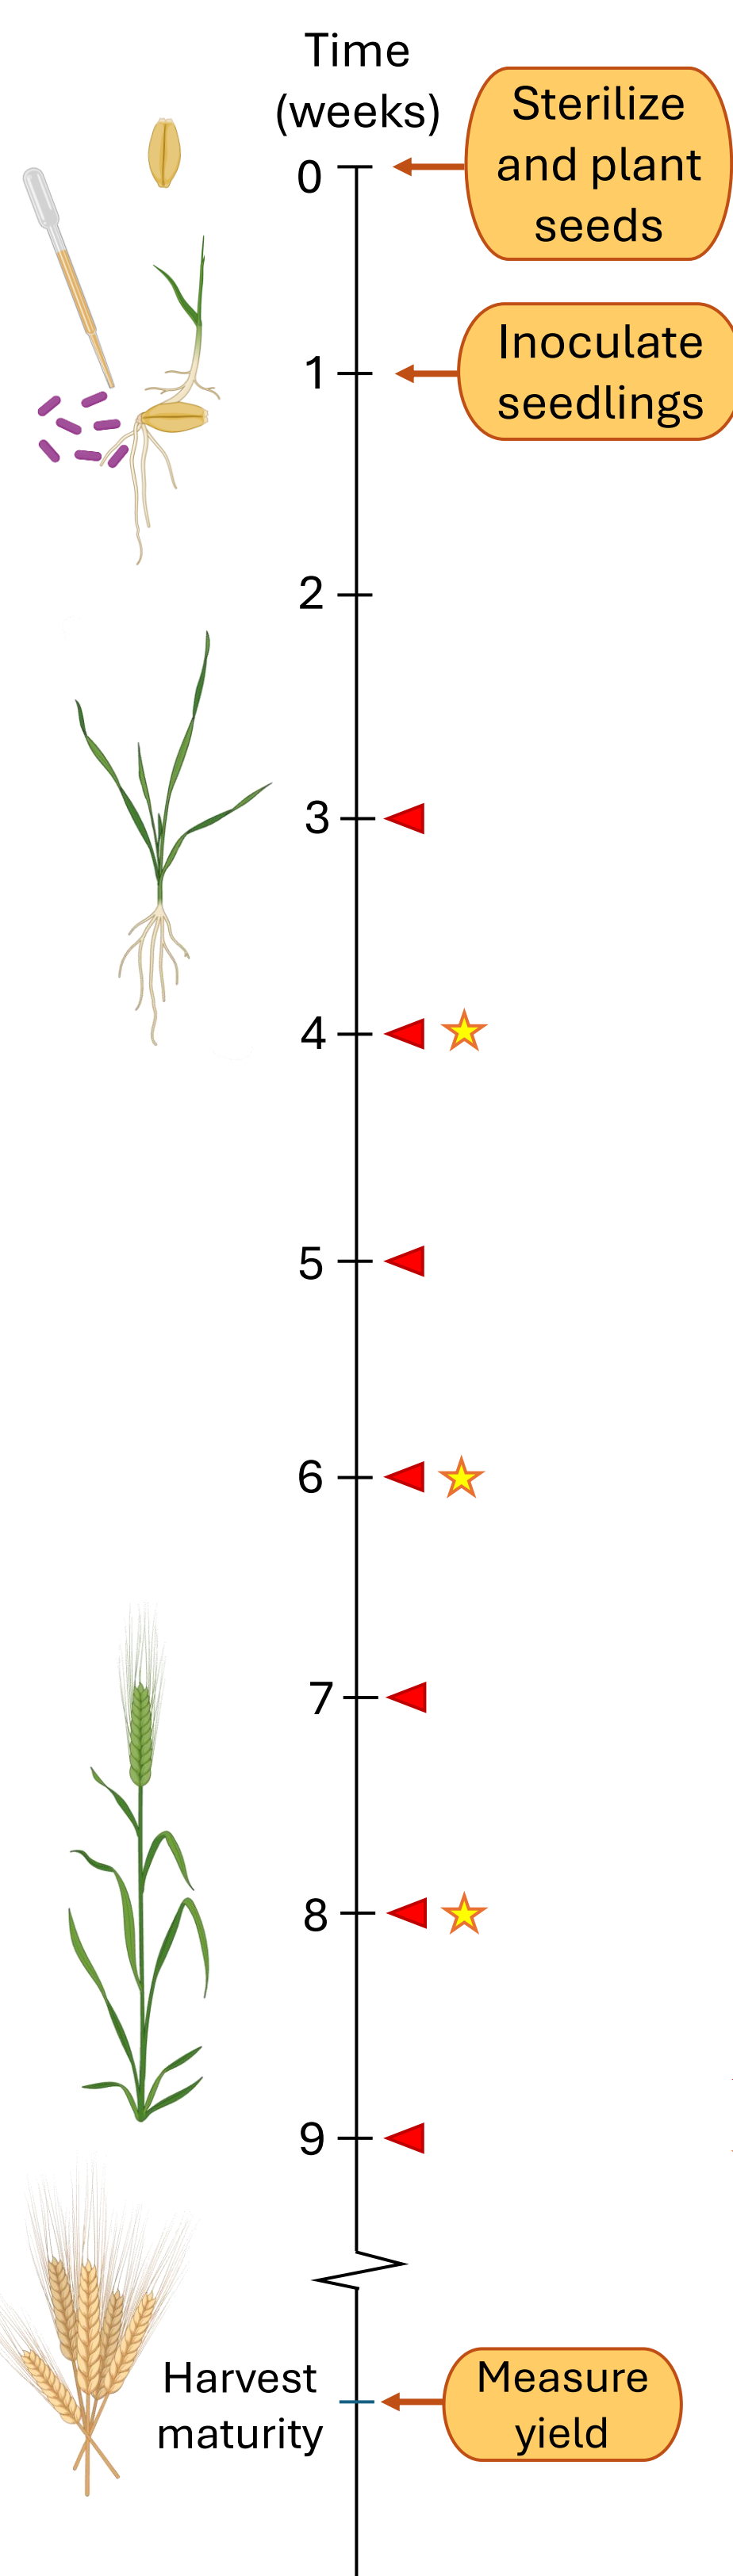 Time
(weeks)
Sterilize
and plant
seeds
0
Inoculate
seedlings
1
2
3
4
5
6
7
8
9
Harvest
maturity
Measure
yield